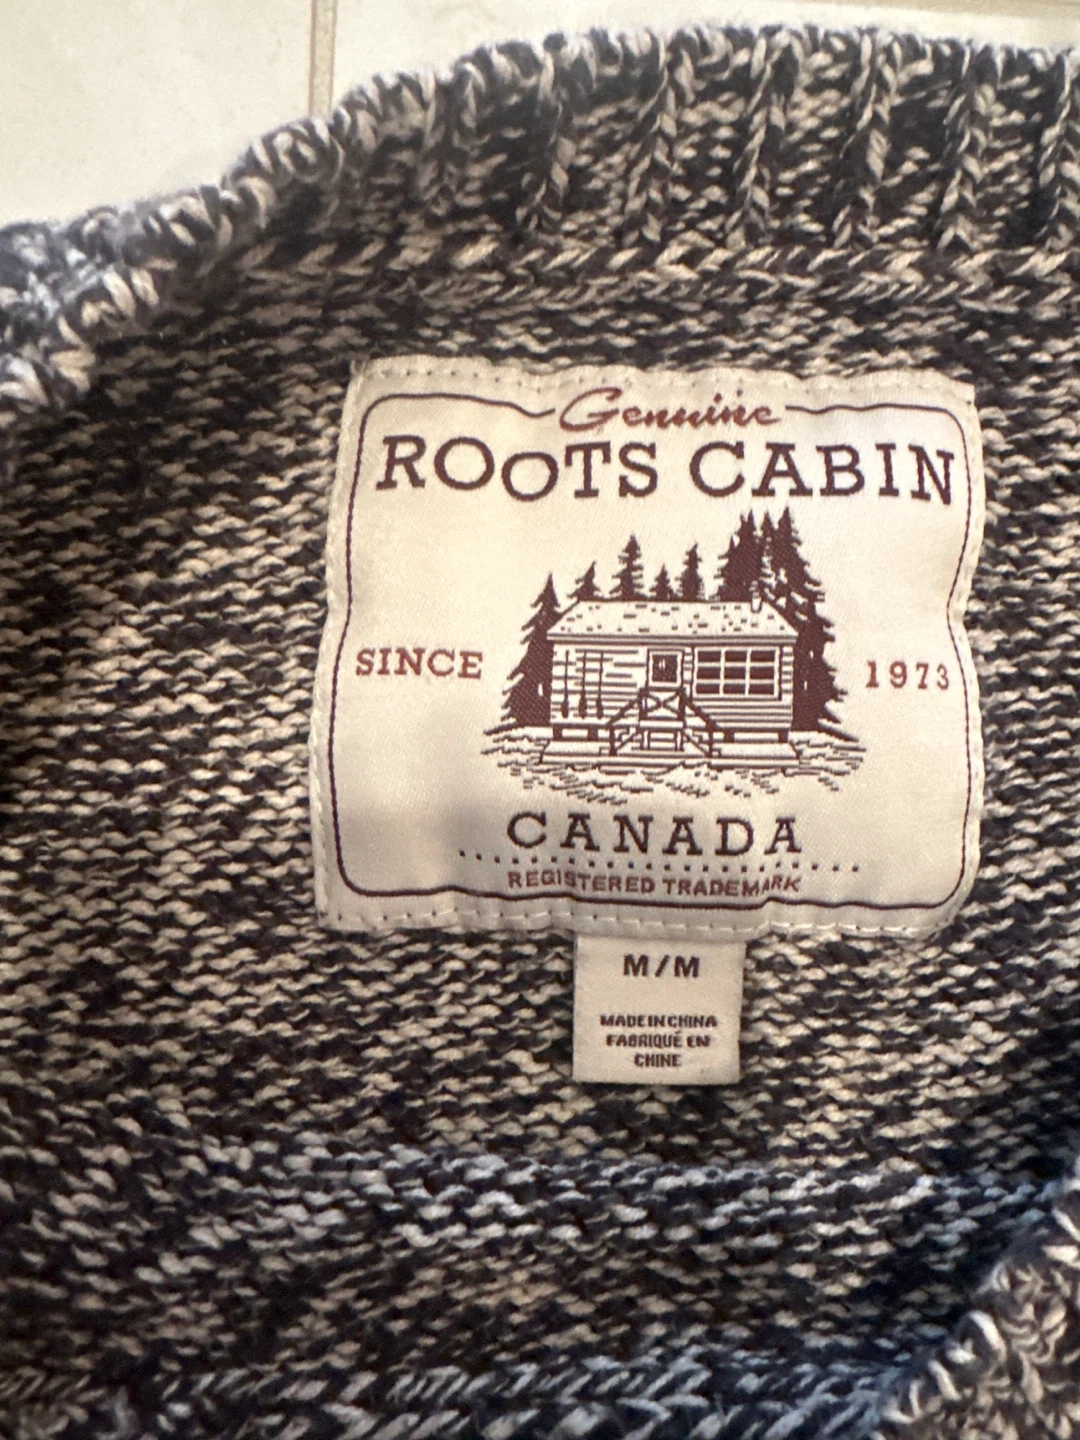 Genuine
ROOTS CABIN
SINCE 1973
CANADA
REGISTERED TRADEMARK
M/M
MADE IN CHINA
FABRIQUÉ EN
CHINE